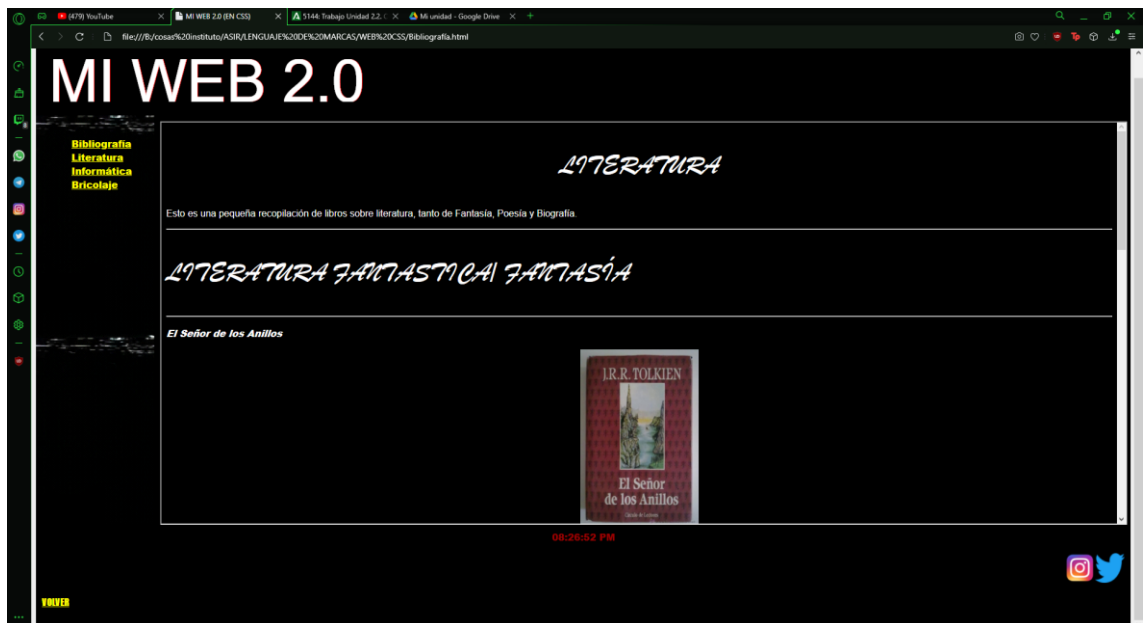 (479) YouTube
MI WEB 2.0 (EN CSS)
5144: Trabajo Unidad 2.2. (
Mi unidad - Google Drive
file:///B:/cosas%20instituto/ASIR/LENGUAJE%20DE%20MARCAS/WEB%20CSS/Bibliografia.html
MI WEB 2.0
Bibliografia
Literatura
Informática
Bricolaje
LITERATURA
Esto es una pequeña recopilación de libros sobre literatura, tanto de Fantasía, Poesía y Biografía.
LITERATURA FANTASTICA| FANTASÍA
El Señor de los Anillos
J.R.R. TOLKIEN
El Señor
de los Anillos
08:26:52 PM
VOLVER